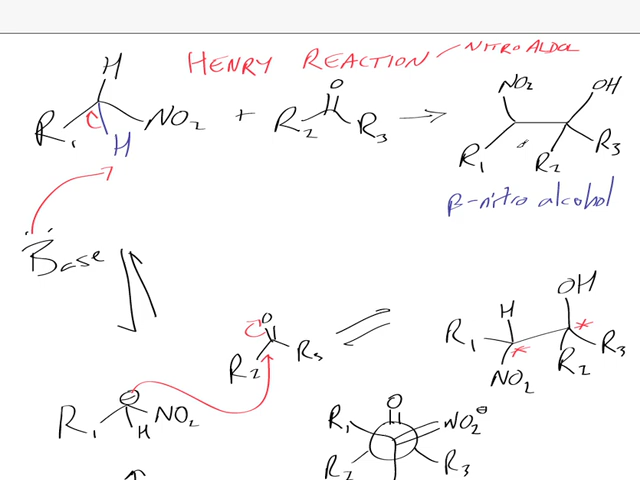 HENRY REACTION NITRO ALDOL
H
R1 NO2 + R2 O R3 → NO2 OH
H R1 R2 R3
β-nitro alcohol
:Base
O
R2 R3
H OH
R1 R3
NO2 R2
⊖
R1 H NO2
O
R1 NO2⊖
R2 R3